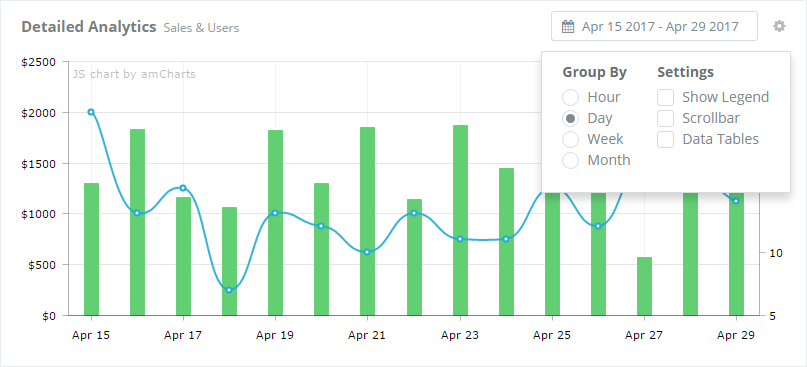 Detailed Analytics Sales & Users
Apr 15 2017 - Apr 29 2017
Group By
Hour
Day
Week
Month
Settings
Show Legend
Scrollbar
Data Tables
JS chart by amCharts
$2500
$2000
$1500
$1000
$500
$0
10
5
Apr 15 Apr 17 Apr 19 Apr 21 Apr 23 Apr 25 Apr 27 Apr 29